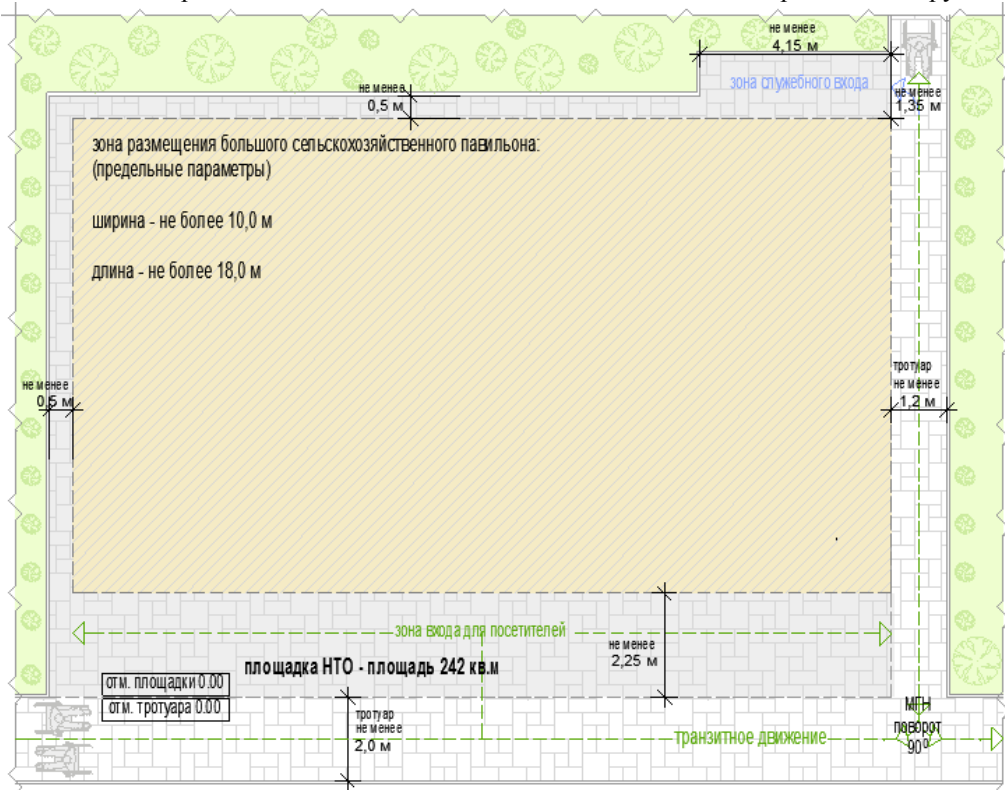 не менее
4,15 м
зона служебного входа
не менее
0,5 м
не менее
1,35 м
зона размещения большого сельскохозяйственного павильона:
(предельные параметры)
ширина - не более 10,0 м
длина - не более 18,0 м
не менее
0,5 м
тротуар
не менее
1,2 м
зона входа для посетителей
не менее
2,25 м
площадка НТО - площадь 242 кв.м
отм. площадки 0.00
отм. тротуара 0.00
тротуар
не менее
2,0 м
транзитное движение
МГН
поворот
90⁰